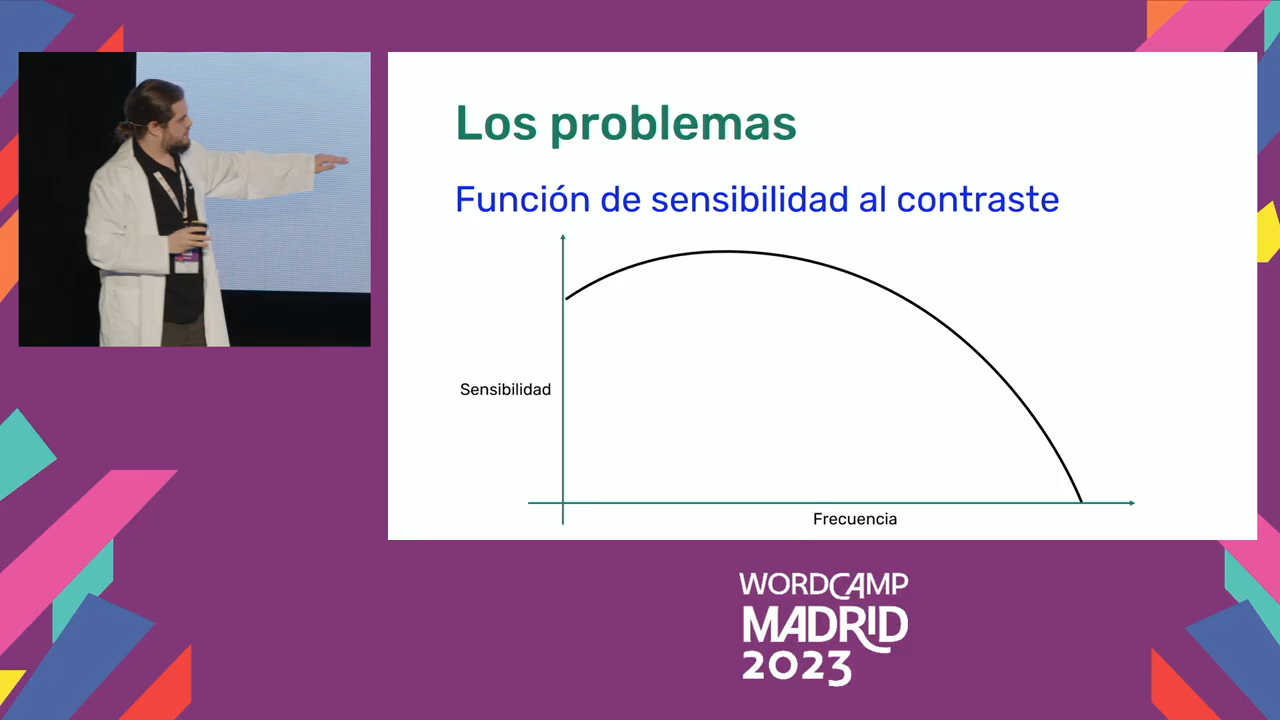 Los problemas
Función de sensibilidad al contraste
Sensibilidad
Frecuencia
WORDCAMP
MADRID
2023